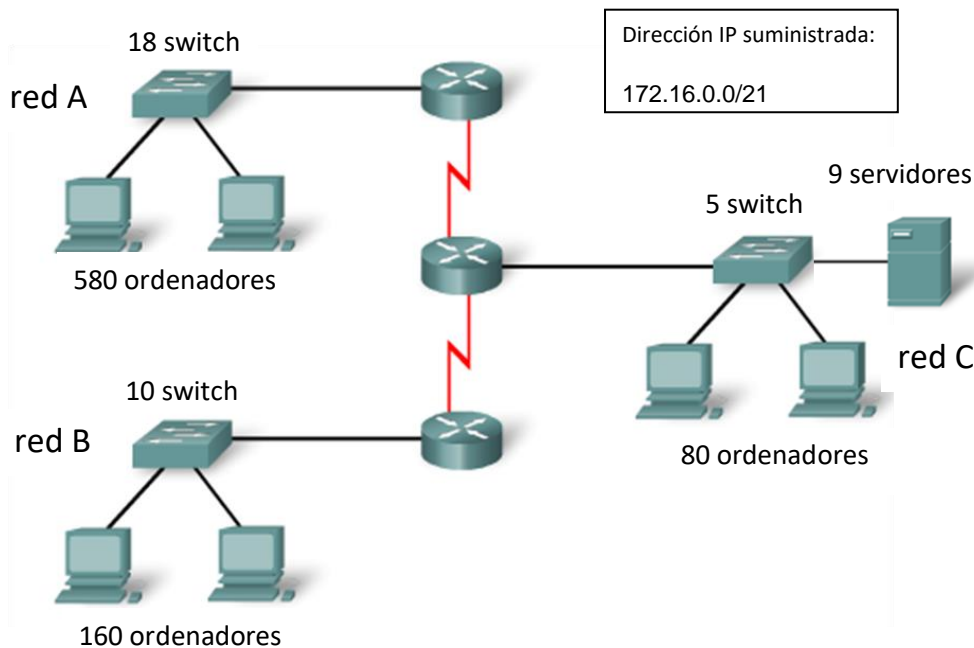 18 switch
red A
580 ordenadores
Dirección IP suministrada:
172.16.0.0/21
9 servidores
5 switch
red C
80 ordenadores
10 switch
red B
160 ordenadores